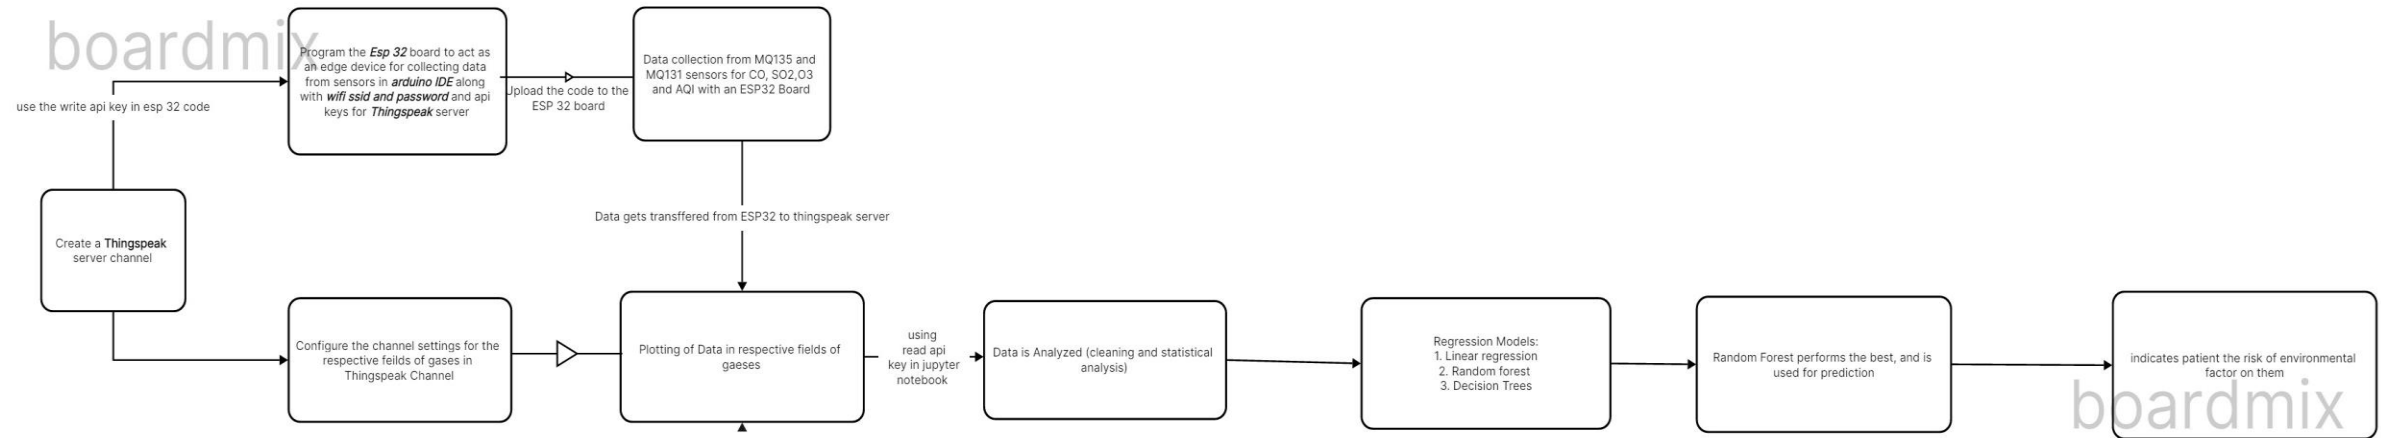 boardmix
Program the Esp 32 board to act as
an edge device for collecting data
from sensors in arduino IDE along
with wifi ssid and password and api
keys for Thingspeak server
Upload the code to the
ESP 32 board
Data collection from MQ135 and
MQ131 sensors for CO, SO2,O3
and AQI with an ESP32 Board
use the write api key in esp 32 code
Create a Thingspeak
server channel
Data gets transffered from ESP32 to thingspeak server
Configure the channel settings for the
respective feilds of gases in
Thingspeak Channel
Plotting of Data in respective fields of
gaeses
using
read api
key in jupyter
notebook
Data is Analyzed (cleaning and statistical
analysis)
Regression Models:
1. Linear regression
2. Random forest
3. Decision Trees
Random Forest performs the best, and is
used for prediction
indicates patient the risk of environmental
factor on them
boardmix